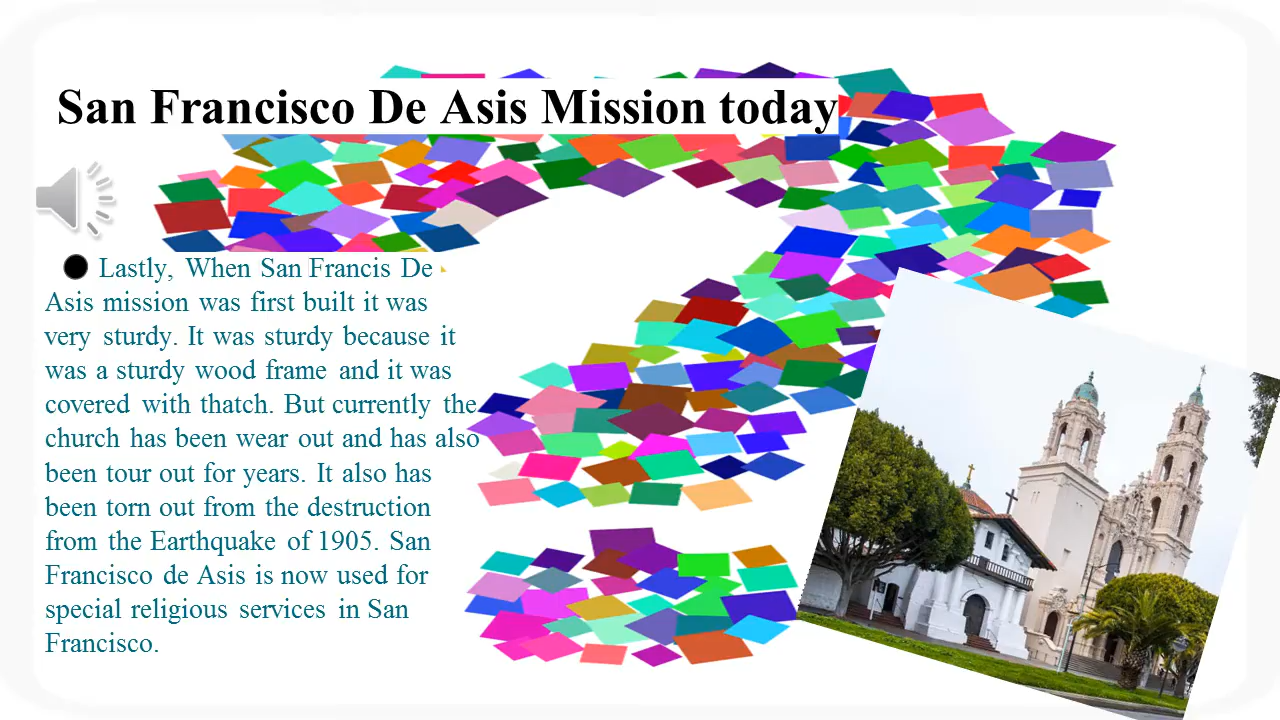 San Francisco De Asis Mission today
Lastly, When San Francis De
Asis mission was first built it was
very sturdy. It was sturdy because it
was a sturdy wood frame and it was
covered with thatch. But currently the
church has been wear out and has also
been tour out for years. It also has
been torn out from the destruction
from the Earthquake of 1905. San
Francisco de Asis is now used for
special religious services in San
Francisco.